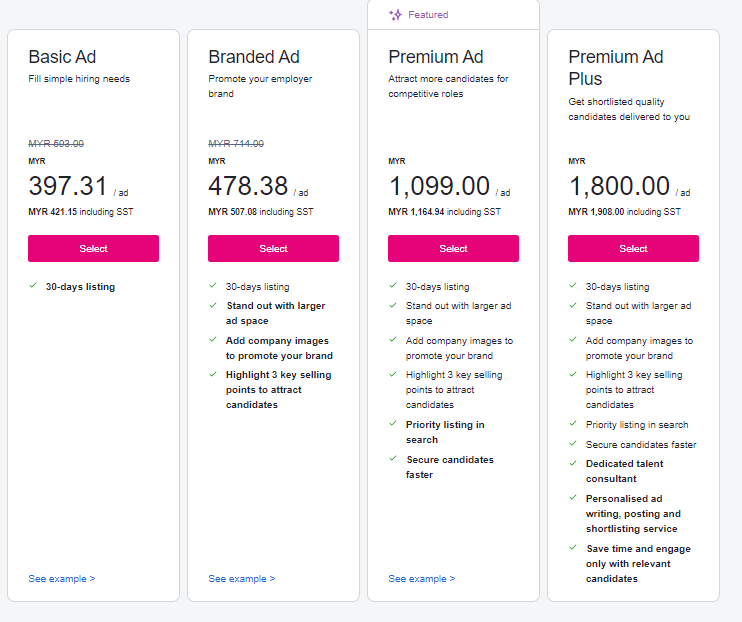 Featured
Basic Ad
Fill simple hiring needs
MYR 503.00
MYR
397.31 / ad
MYR 421.15 including SST
Select
30-days listing
See example >
Branded Ad
Promote your employer
brand
MYR 714.00
MYR
478.38 / ad
MYR 507.08 including SST
Select
30-days listing
Stand out with larger
ad space
Add company images
to promote your brand
Highlight 3 key selling
points to attract
candidates
See example >
Premium Ad
Attract more candidates for
competitive roles
MYR
1,099.00 / ad
MYR 1,164.94 including SST
Select
30-days listing
Stand out with larger ad
space
Add company images to
promote your brand
Highlight 3 key selling
points to attract
candidates
Priority listing in
search
Secure candidates
faster
See example >
Premium Ad
Plus
Get shortlisted quality
candidates delivered to you
MYR
1,800.00 / ad
MYR 1,908.00 including SST
Select
30-days listing
Stand out with larger ad
space
Add company images to
promote your brand
Highlight 3 key selling
points to attract
candidates
Priority listing in search
Secure candidates faster
Dedicated talent
consultant
Personalised ad
writing, posting and
shortlisting service
Save time and engage
only with relevant
candidates